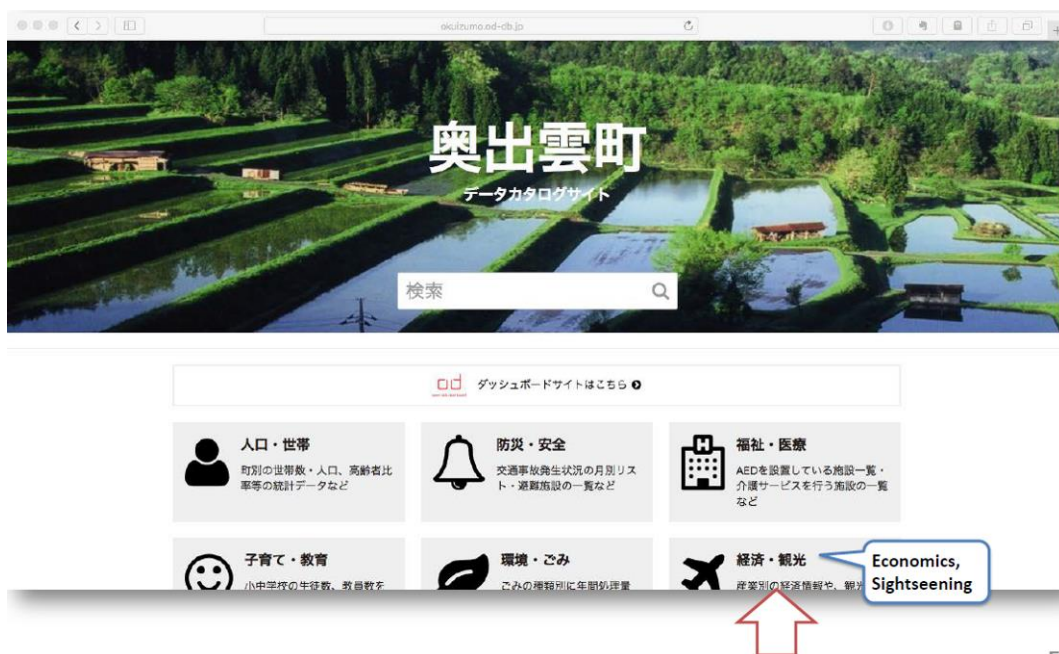 okuizumo.od-db.jp
奥出雲町
データカタログサイト
検索
od ダッシュボードサイトはこちら
人口・世帯
町別の世帯数・人口、高齢者比
率等の統計データなど
防災・安全
交通事故発生状況の月別リス
ト・避難施設の一覧など
福祉・医療
AEDを設置している施設一覧・
介護サービスを行う施設の一覧
など
子育て・教育
小中学校の生徒数、教員数を
環境・ごみ
ごみの種類別に年間処理量
経済・観光
産業別の経済情報や、観光
Economics,
Sightseening